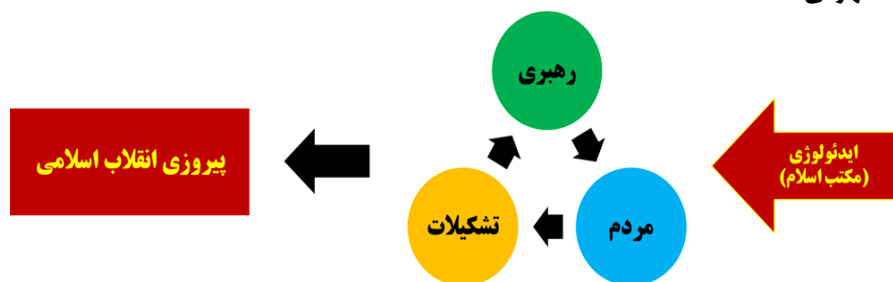 رهبری
ایدئولوژی
(مکتب اسلام)
مردم
تشکیلات
پیروزی انقلاب اسلامی